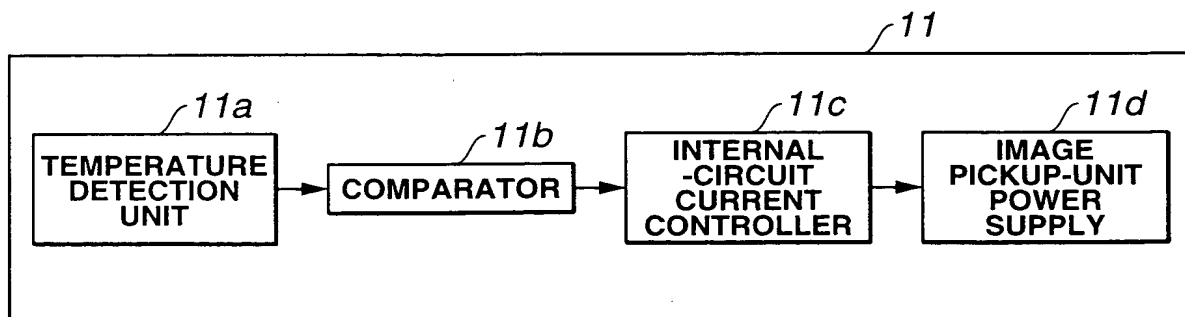 11
11a
TEMPERATURE
DETECTION
UNIT
11b
COMPARATOR
11c
INTERNAL
-CIRCUIT
CURRENT
CONTROLLER
11d
IMAGE
PICKUP-UNIT
POWER
SUPPLY